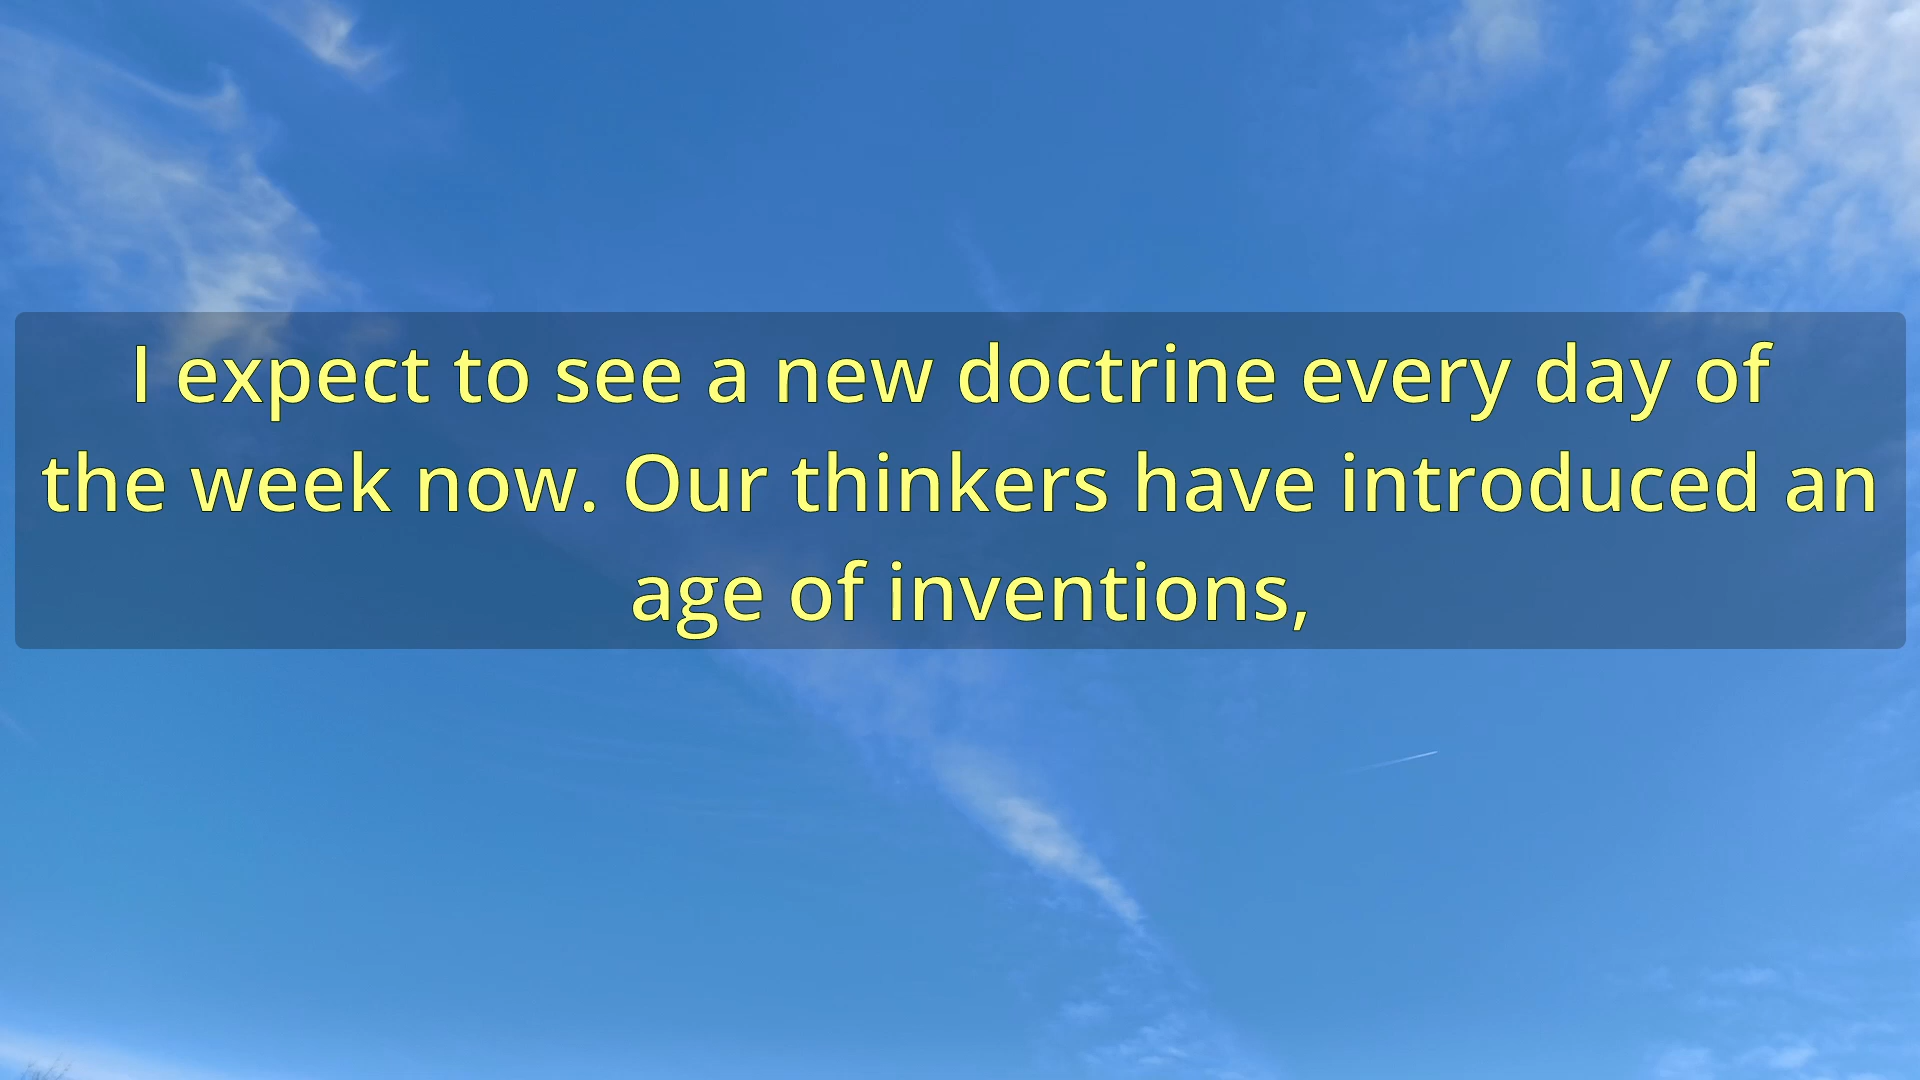 I expect to see a new doctrine every day of
the week now. Our thinkers have introduced an
age of inventions,